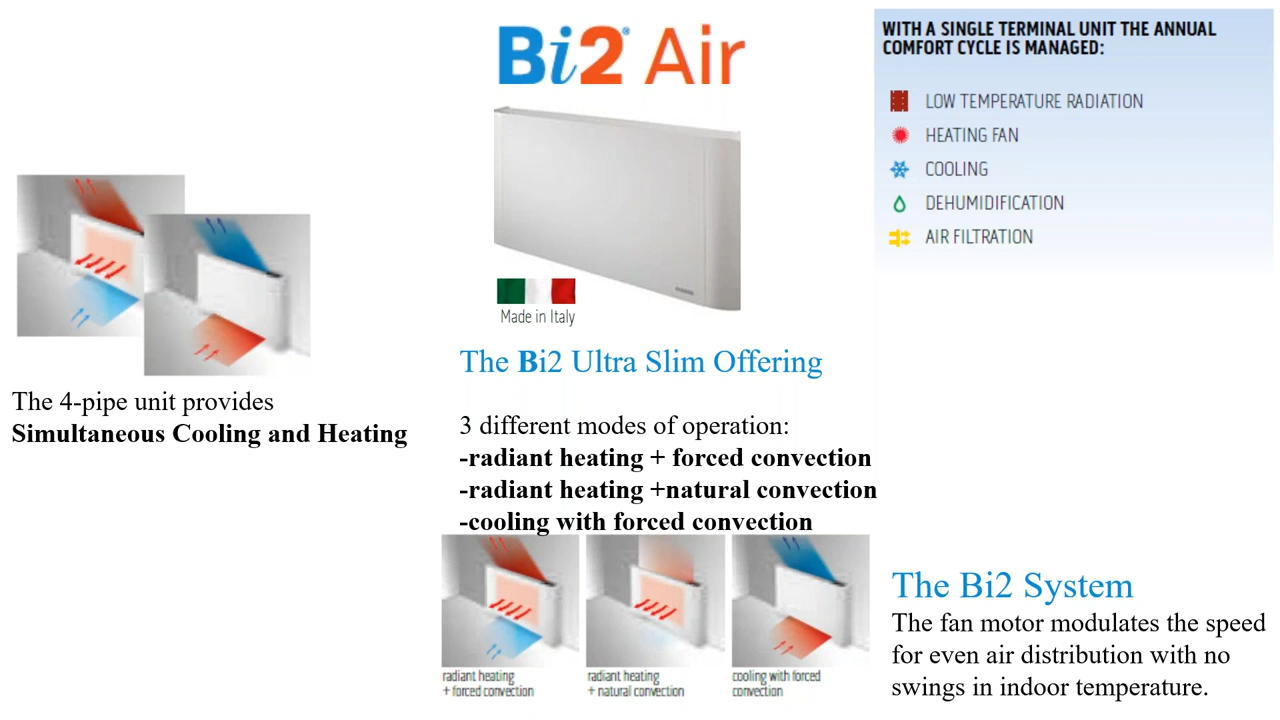 Bi2® Air
WITH A SINGLE TERMINAL UNIT THE ANNUAL
COMFORT CYCLE IS MANAGED:
LOW TEMPERATURE RADIATION
HEATING FAN
COOLING
DEHUMIDIFICATION
AIR FILTRATION
Made in Italy
The Bi2 Ultra Slim Offering
The 4-pipe unit provides
Simultaneous Cooling and Heating
3 different modes of operation:
-radiant heating + forced convection
-radiant heating +natural convection
-cooling with forced convection
radiant heating
+ forced convection
radiant heating
+ natural convection
cooling with forced
convection
The Bi2 System
The fan motor modulates the speed
for even air distribution with no
swings in indoor temperature.